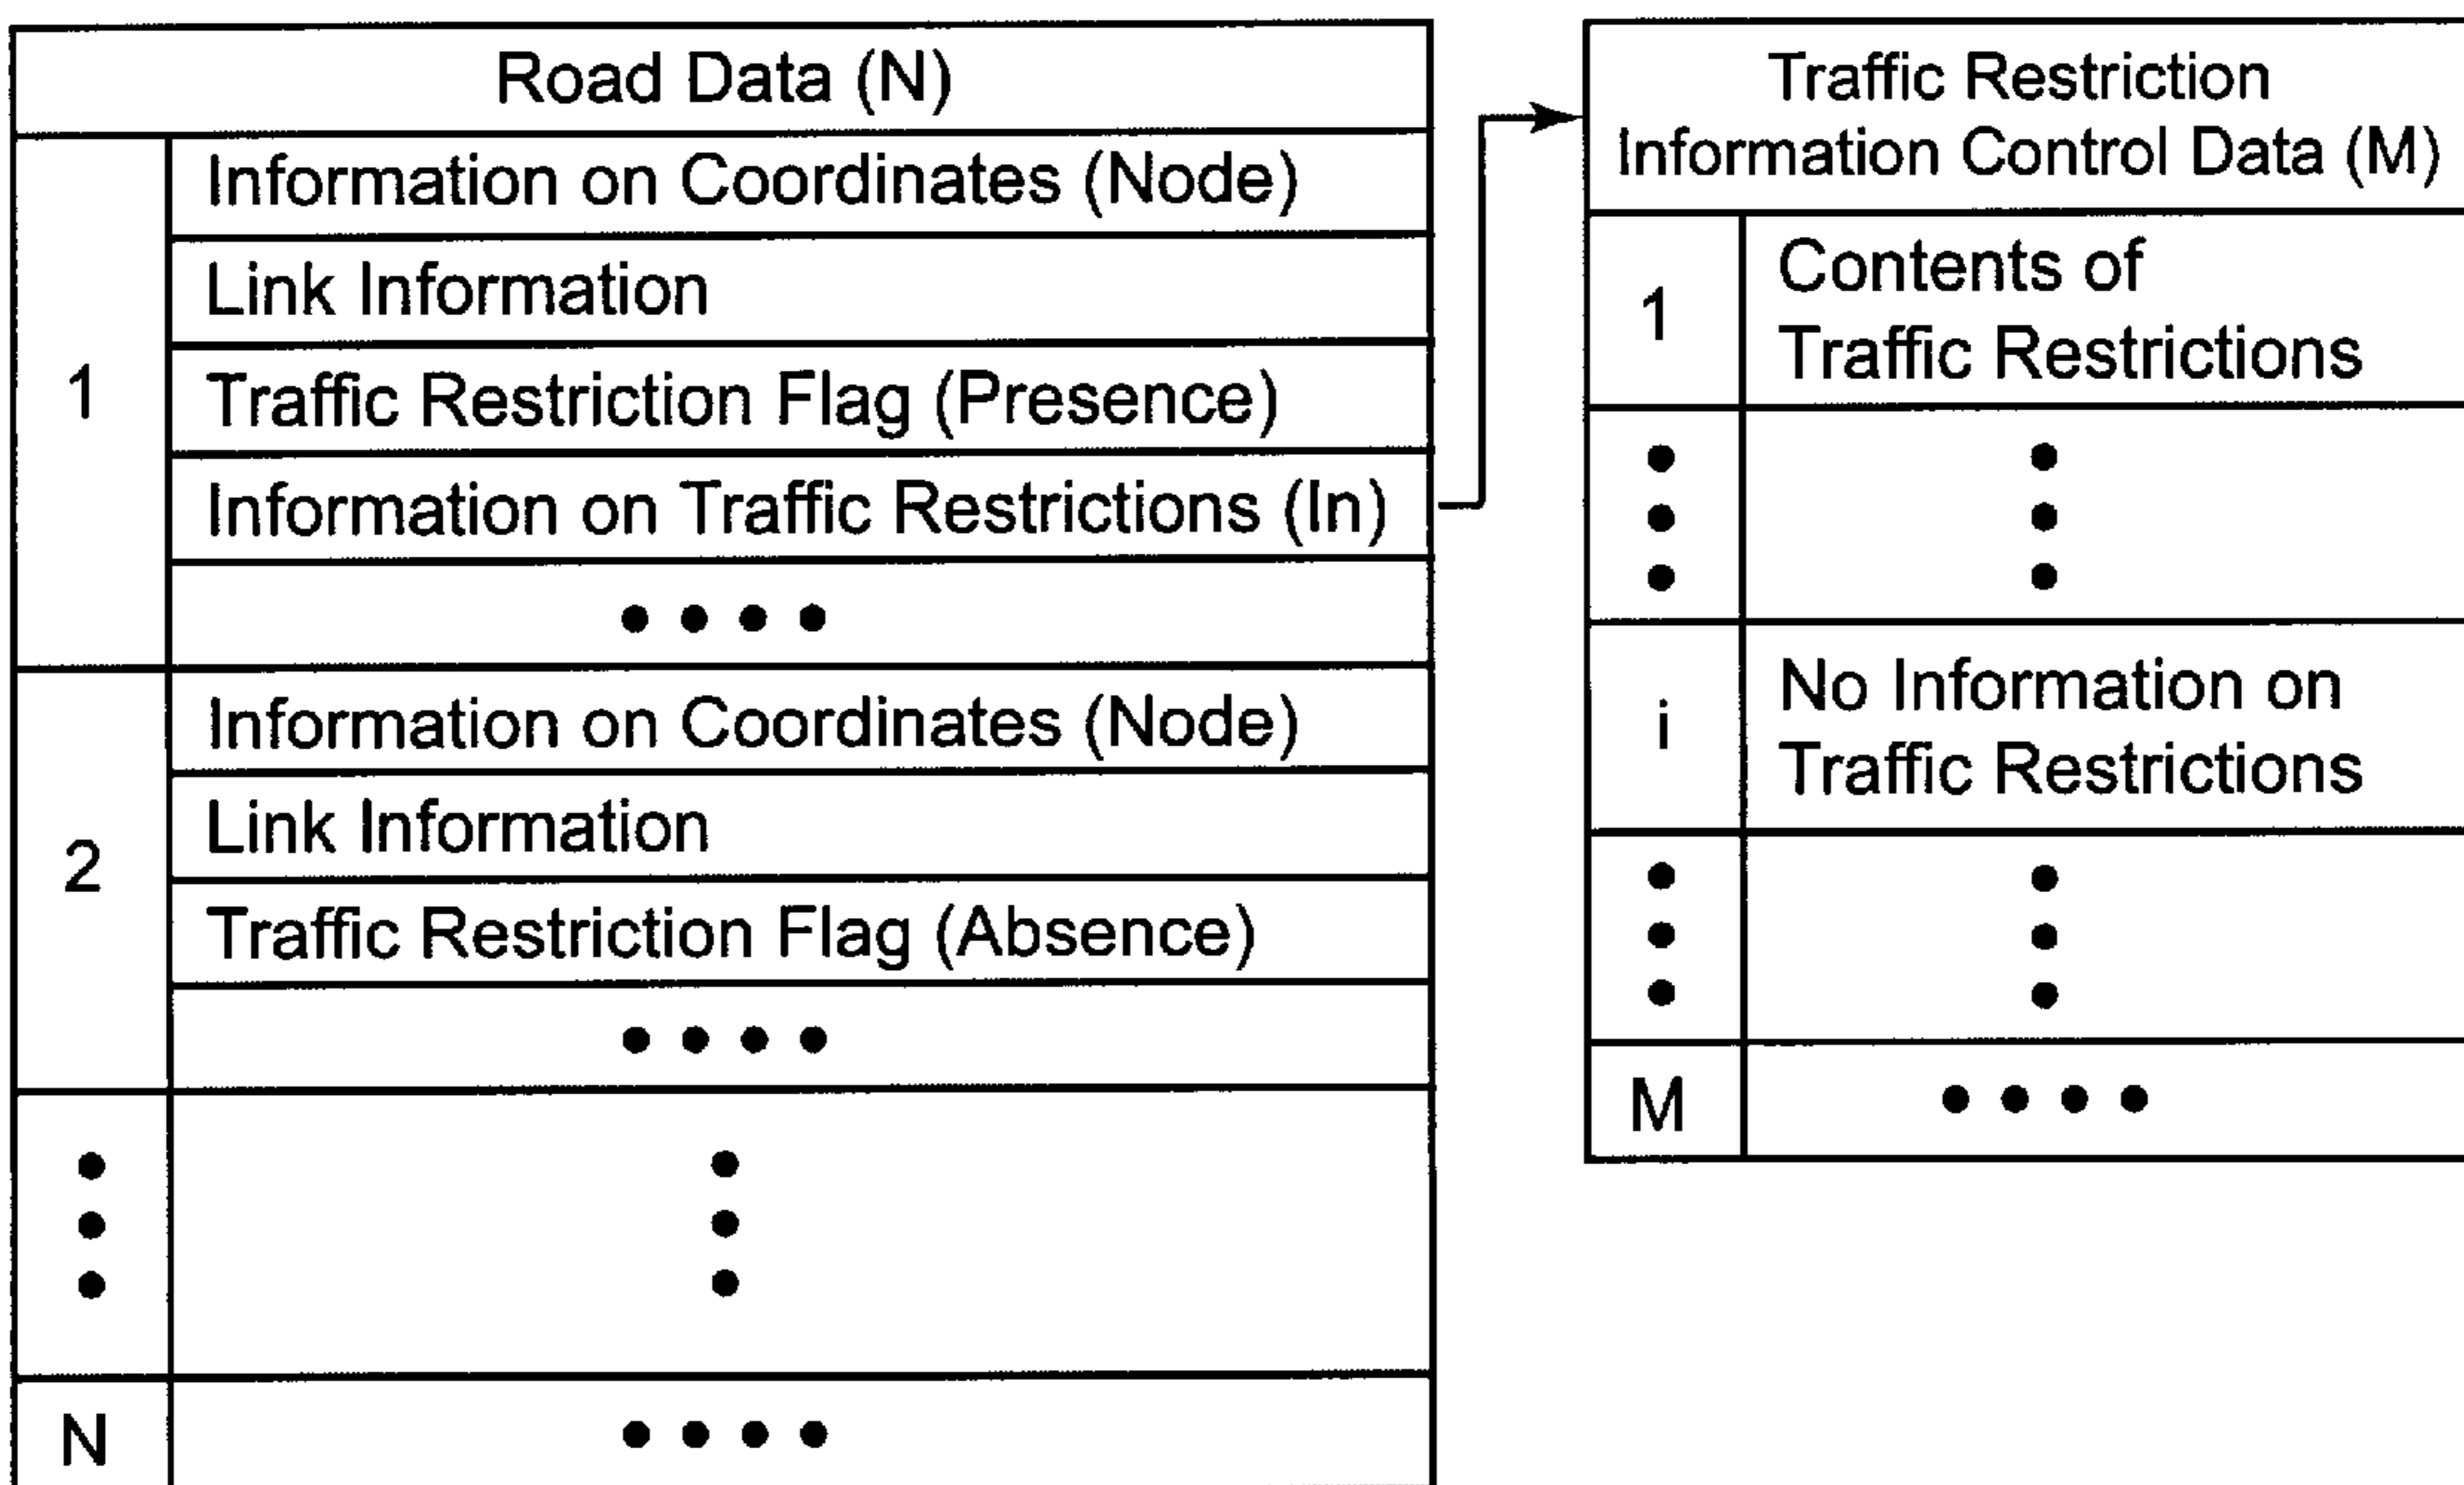 Road Data (N)
1
Information on Coordinates (Node)
Link Information
Traffic Restriction Flag (Presence)
Information on Traffic Restrictions (In)
• • • •
2
Information on Coordinates (Node)
Link Information
Traffic Restriction Flag (Absence)
• • • •
N
• • • •
Traffic Restriction
Information Control Data (M)
1
Contents of
Traffic Restrictions
i
No Information on
Traffic Restrictions
M
• • • •